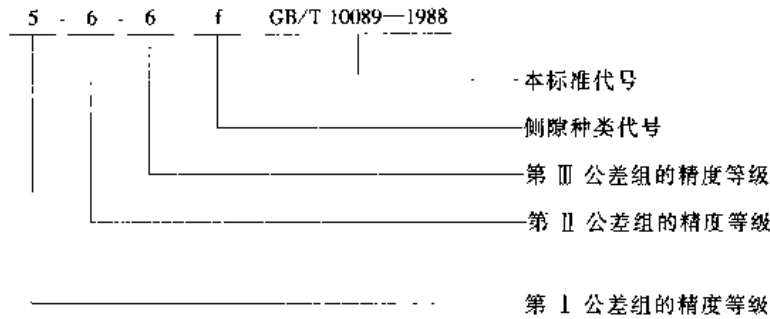 5 - 6 - 6 f GB/T 10089—1988
本标准代号
侧隙种类代号
第 Ⅲ 公差组的精度等级
第 Ⅱ 公差组的精度等级
第 Ⅰ 公差组的精度等级